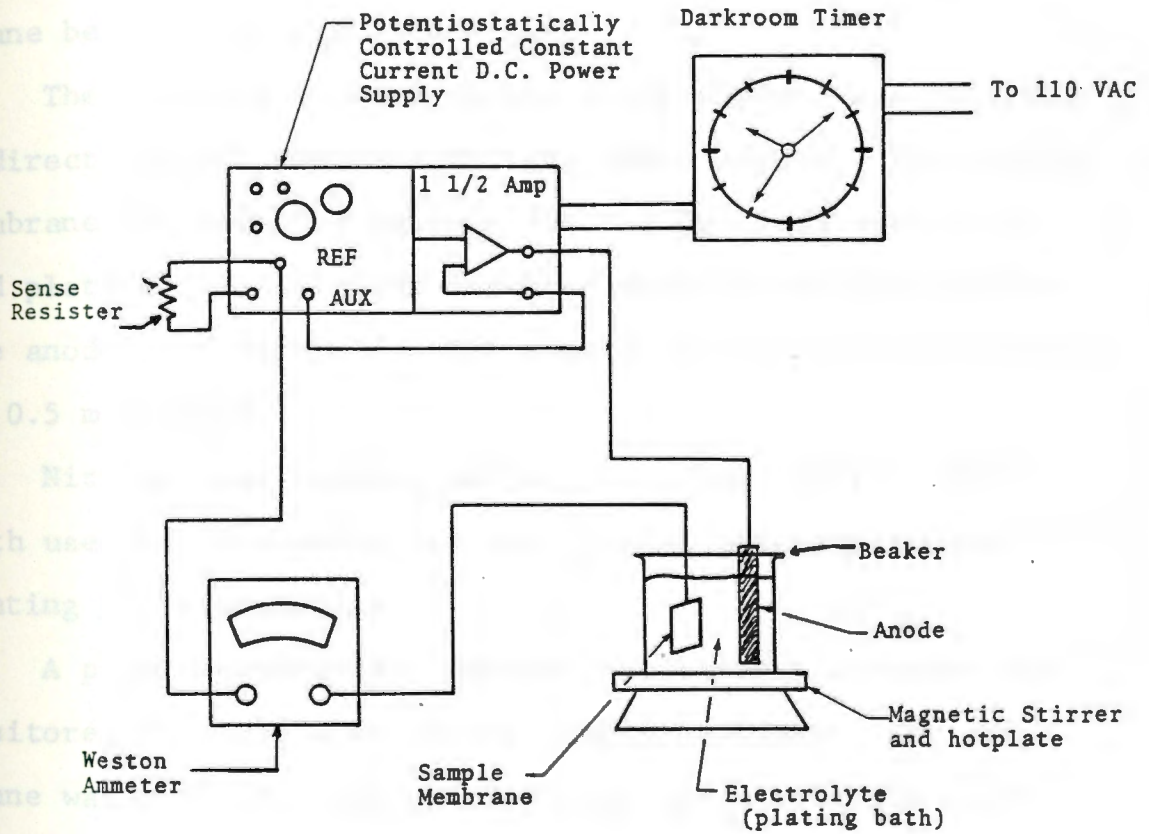 Potentiostatically
Controlled Constant
Current D.C. Power
Supply
Darkroom Timer
To 110 VAC
1 1/2 Amp
REF
AUX
Sense
Resister
Beaker
Anode
Magnetic Stirrer
and hotplate
Weston
Ammeter
Sample
Membrane
Electrolyte
(plating bath)